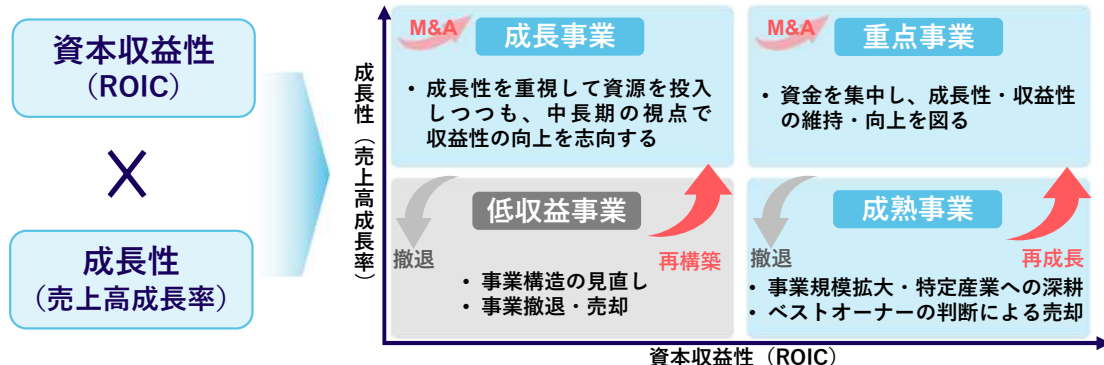 資本収益性
（ROIC）
×
成長性
（売上高成長率）
成長性（売上高成長率）
M&A
成長事業
・成長性を重視して資源を投入
しつつも、中長期の視点で
収益性の向上を志向する
M&A
重点事業
・資金を集中し、成長性・収益性
の維持・向上を図る
低収益事業
撤退
再構築
・事業構造の見直し
・事業撤退・売却
成熟事業
撤退
再成長
・事業規模拡大・特定産業への深耕
・ベストオーナーの判断による売却
資本収益性（ROIC）